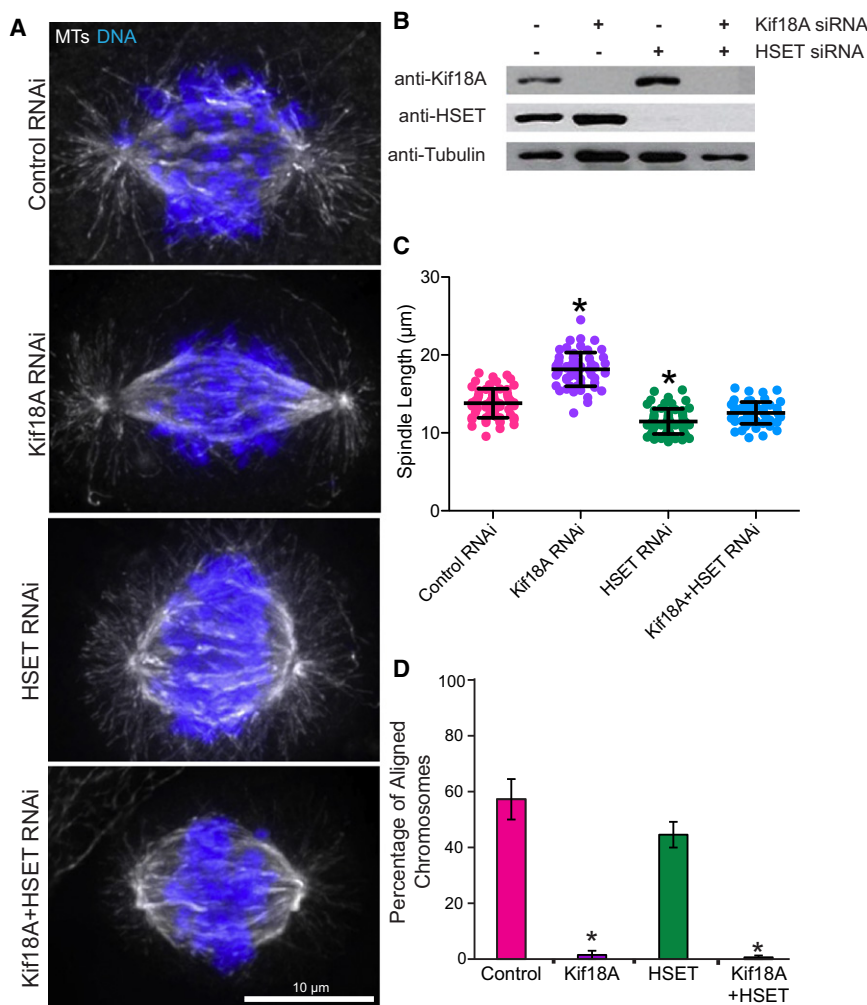 A
MTs DNA
Control RNAi
Kif18A RNAi
HSET RNAi
Kif18A+HSET RNAi
10 µm
B
- + - + Kif18A siRNA
- - + + HSET siRNA
anti-Kif18A
anti-HSET
anti-Tubulin
C
Spindle Length (µm)
30
20
10
0
*
*
Control RNAi
Kif18A RNAi
HSET RNAi
Kif18A+HSET RNAi
D
Percentage of Aligned
Chromosomes
100
80
60
40
20
0
*
*
Control
Kif18A
HSET
Kif18A
+HSET